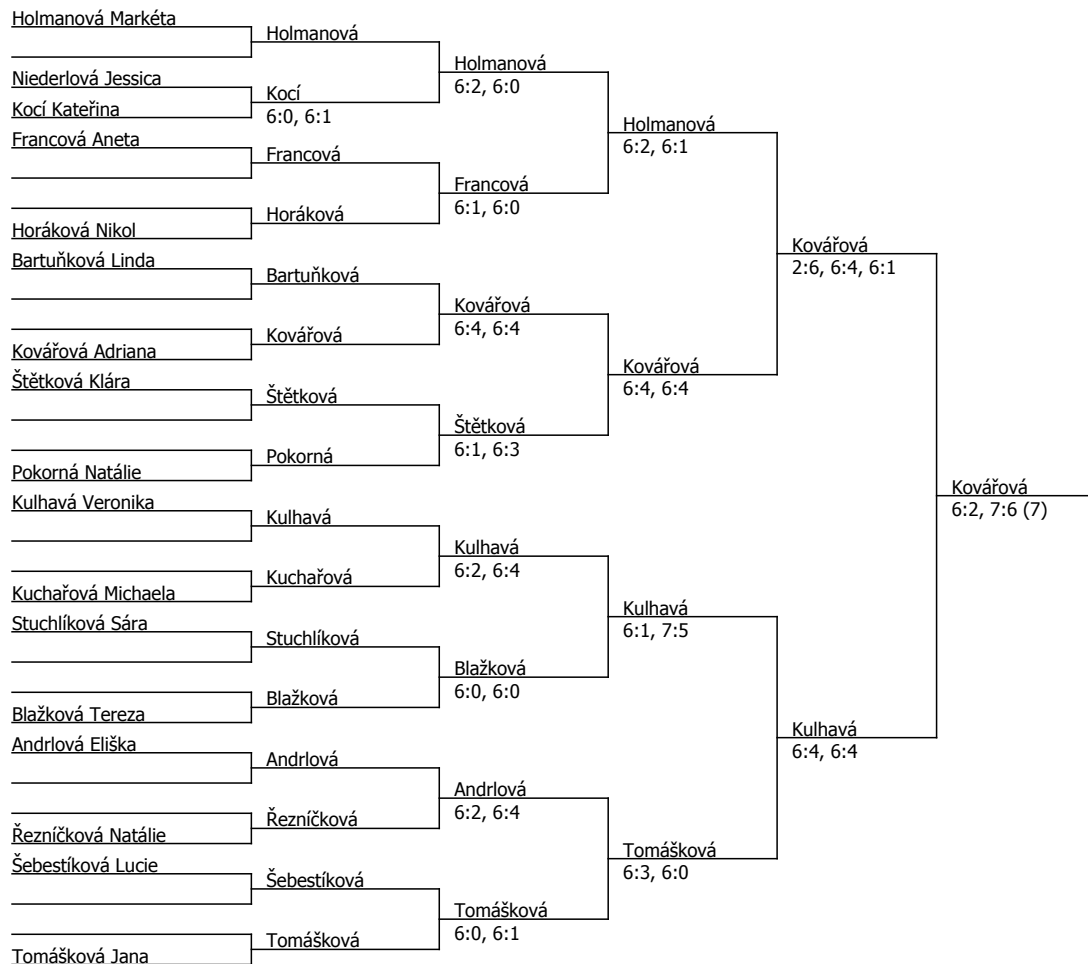 Holmanová Markéta
Holmanová
Holmanová
6:2, 6:0
Niederlová Jessica
Kocí
6:0, 6:1
Kocí Kateřina
Holmanová
6:2, 6:1
Francová Aneta
Francová
Francová
6:1, 6:0
Horáková
Horáková Nikol
Kovářová
2:6, 6:4, 6:1
Bartuňková Linda
Bartuňková
Kovářová
6:4, 6:4
Kovářová
Kovářová Adriana
Kovářová
6:4, 6:4
Štětková Klára
Štětková
Štětková
6:1, 6:3
Pokorná
Pokorná Natálie
Kovářová
6:2, 7:6 (7)
Kulhavá Veronika
Kulhavá
Kulhavá
6:2, 6:4
Kuchařová
Kuchařová Michaela
Kulhavá
6:1, 7:5
Stuchlíková Sára
Stuchlíková
Blažková
6:0, 6:0
Blažková
Blažková Tereza
Kulhavá
6:4, 6:4
Andrlová Eliška
Andrlová
Andrlová
6:2, 6:4
Řezníčková
Řezníčková Natálie
Tomášková
6:3, 6:0
Šebestíková Lucie
Šebestíková
Tomášková
6:0, 6:1
Tomášková
Tomášková Jana